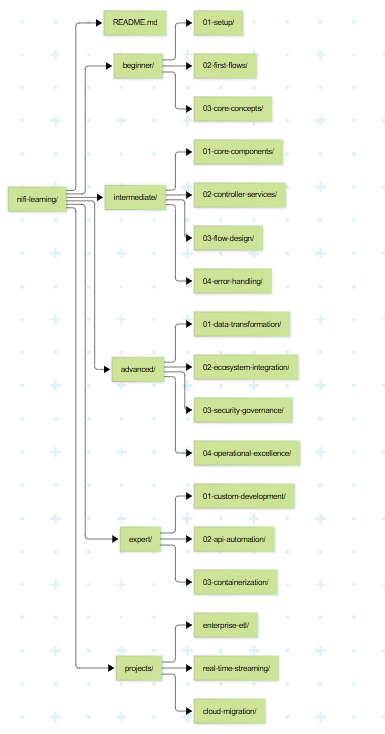 README.md
01-setup/
beginner/
02-first-flows/
03-core-concepts/
01-core-components/
nifi-learning/
intermediate/
02-controller-services/
03-flow-design/
04-error-handling/
01-data-transformation/
advanced/
02-ecosystem-integration/
03-security-governance/
04-operational-excellence/
01-custom-development/
expert/
02-api-automation/
03-containerization/
enterprise-etl/
projects/
real-time-streaming/
cloud-migration/